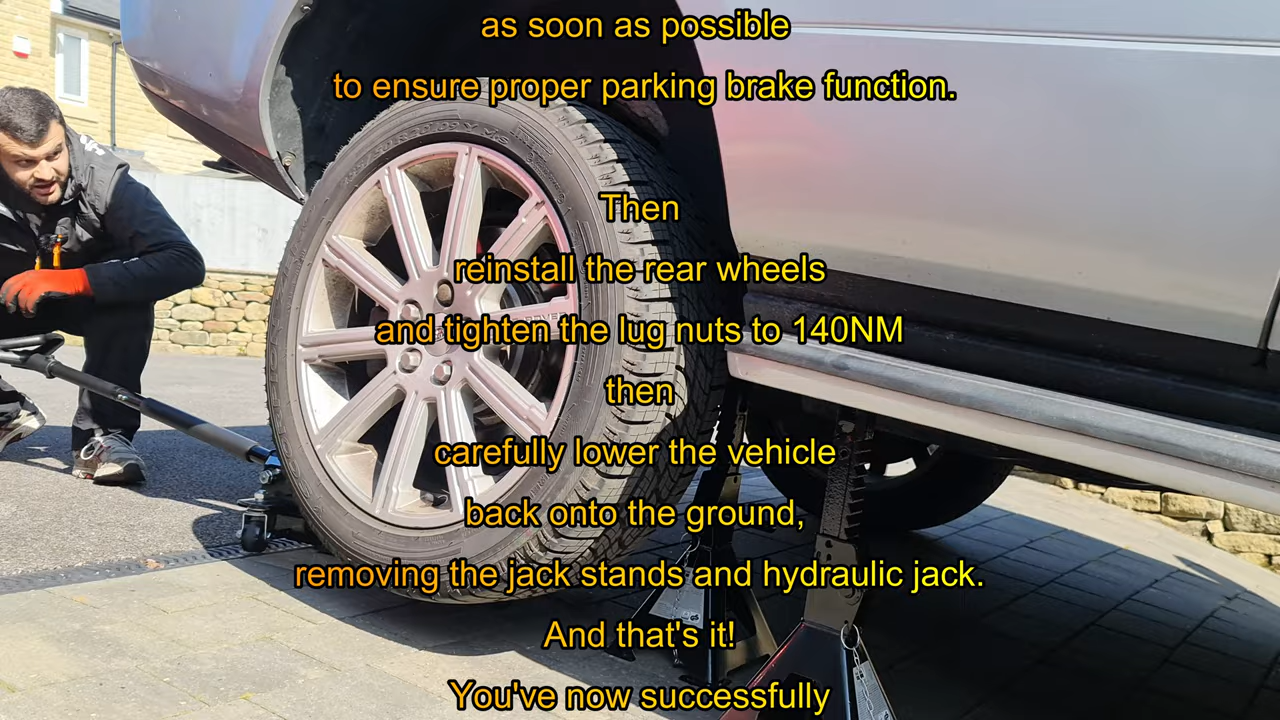 as soon as possible
to ensure proper parking brake function.
Then
reinstall the rear wheels
and tighten the lug nuts to 140NM
then
carefully lower the vehicle
back onto the ground,
removing the jack stands and hydraulic jack.
And that's it!
You've now successfully